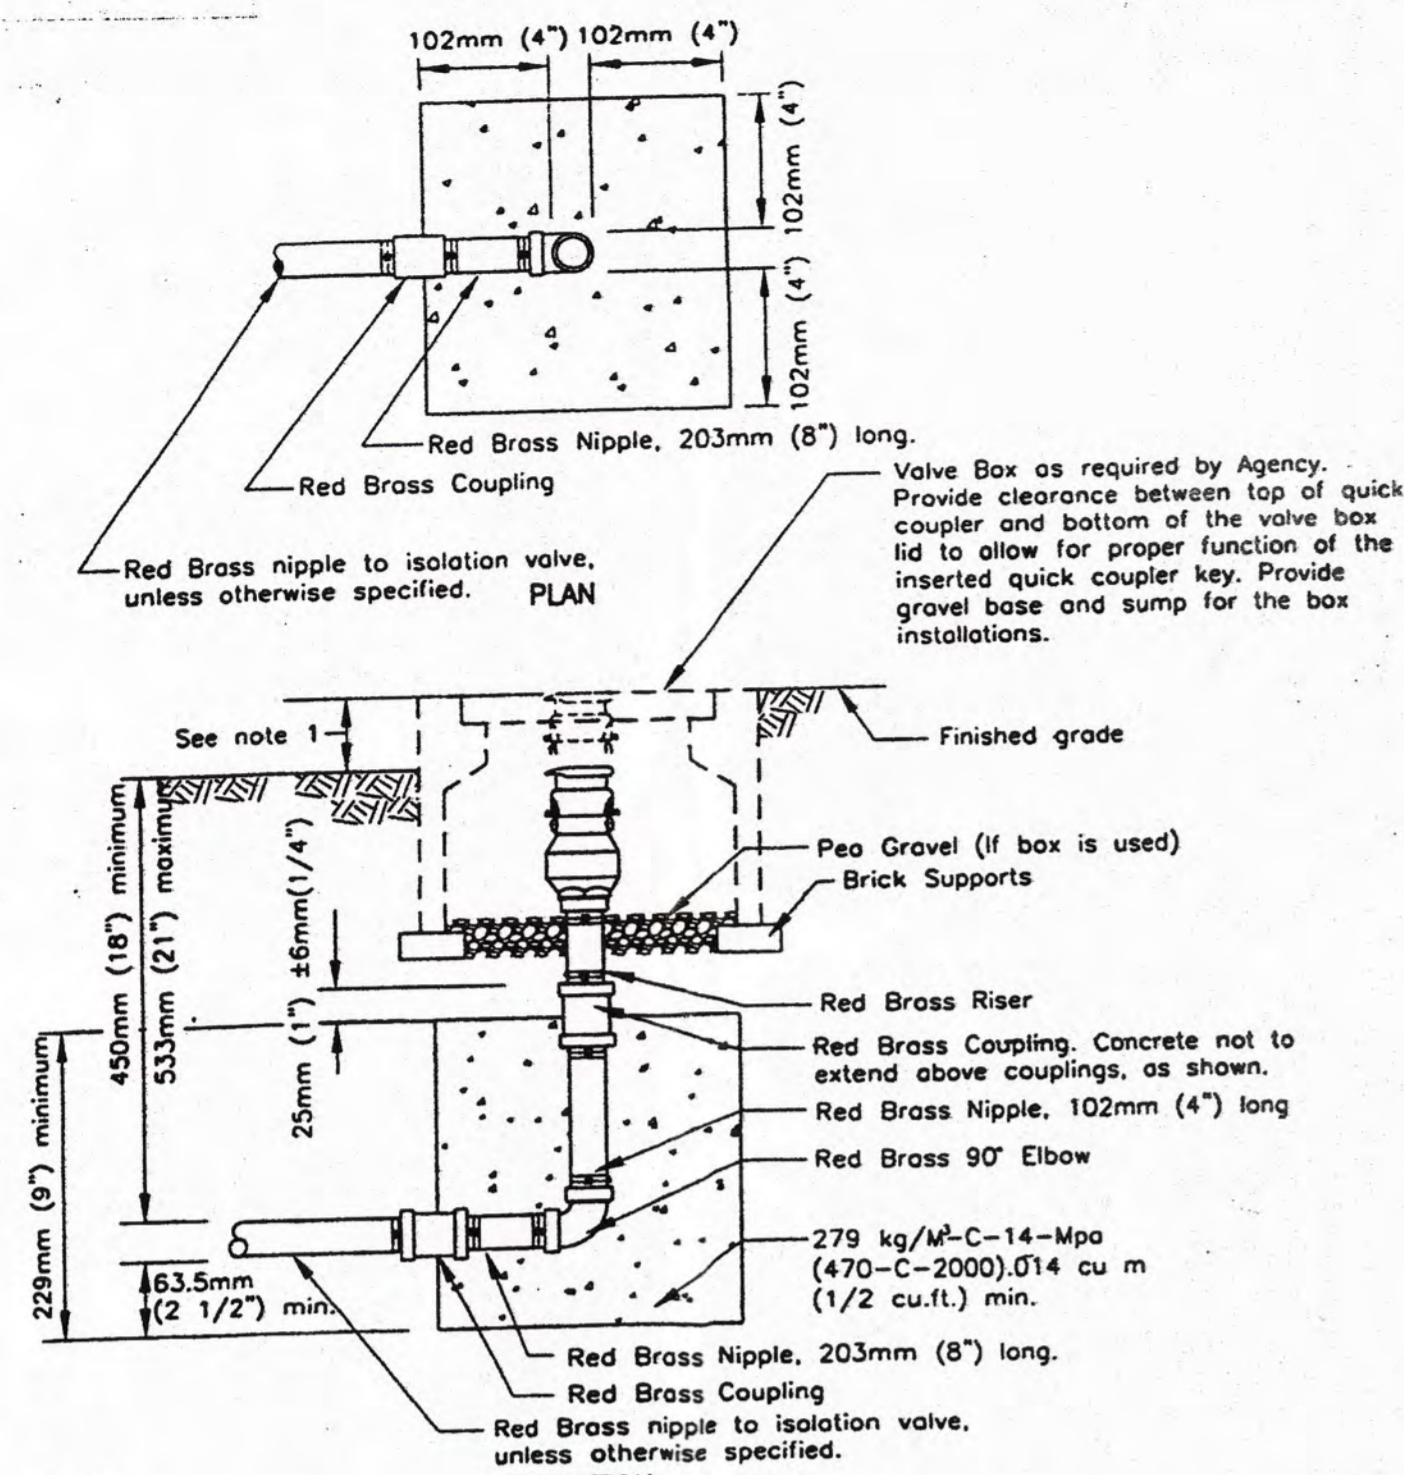 102mm (4") 102mm (4")
102mm (4")
102mm (4")
Red Brass Nipple, 203mm (8") long.
Red Brass Coupling
Red Brass nipple to isolation valve,
unless otherwise specified. PLAN
Valve Box as required by Agency.
Provide clearance between top of quick
coupler and bottom of the valve box
lid to allow for proper function of the
inserted quick coupler key. Provide
gravel base and sump for the box
installations.
See note 1
Finished grade
450mm (18") minimum
533mm (21") maximum
25mm (1") ±6mm(1/4")
229mm (9") minimum
63.5mm
(2 1/2") min.
Pea Gravel (If box is used)
Brick Supports
Red Brass Riser
Red Brass Coupling. Concrete not to
extend above couplings, as shown.
Red Brass Nipple, 102mm (4") long
Red Brass 90° Elbow
279 kg/M³-C-14-Mpa
(470-C-2000).014 cu m
(1/2 cu.ft.) min.
Red Brass Nipple, 203mm (8") long.
Red Brass Coupling
Red Brass nipple to isolation valve,
unless otherwise specified.